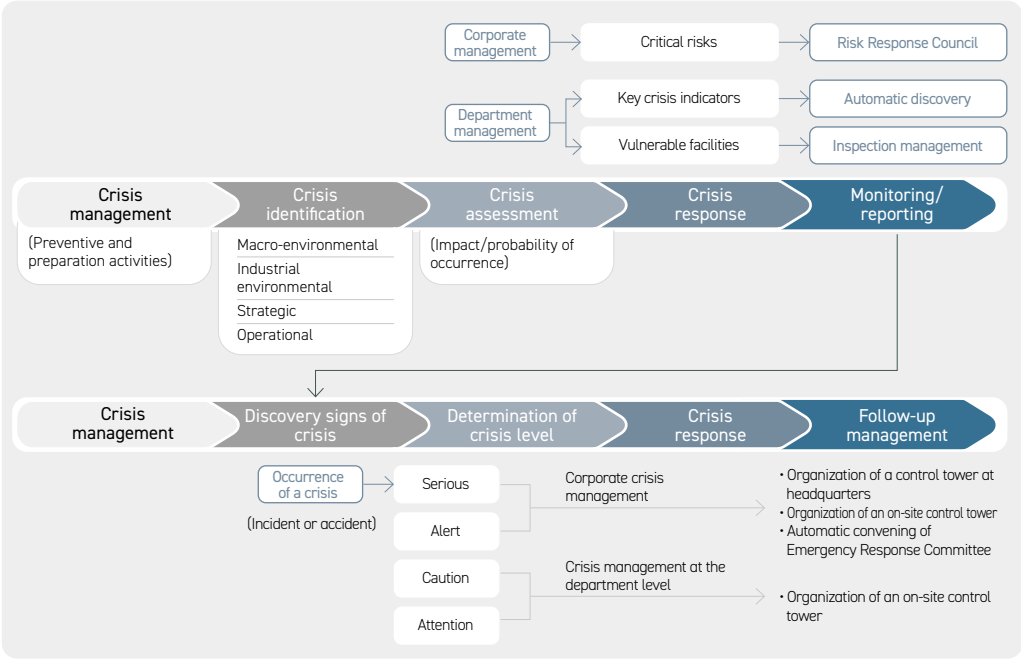 Corporate
management
Critical risks
Risk Response Council
Department
management
Key crisis indicators
Automatic discovery
Vulnerable facilities
Inspection management
Crisis
management
Crisis
identification
Crisis
assessment
Crisis
response
Monitoring/
reporting
(Preventive and
preparation activities)
Macro-environmental
Industrial
environmental
Strategic
Operational
(Impact/probability of
occurrence)
Crisis
management
Discovery signs of
crisis
Determination of
crisis level
Crisis
response
Follow-up
management
Occurrence
of a crisis
(Incident or accident)
Serious
Alert
Caution
Attention
Corporate crisis
management
Crisis management at the
department level
• Organization of a control tower at
headquarters
• Organization of an on-site control tower
• Automatic convening of
Emergency Response Committee
• Organization of an on-site control
tower